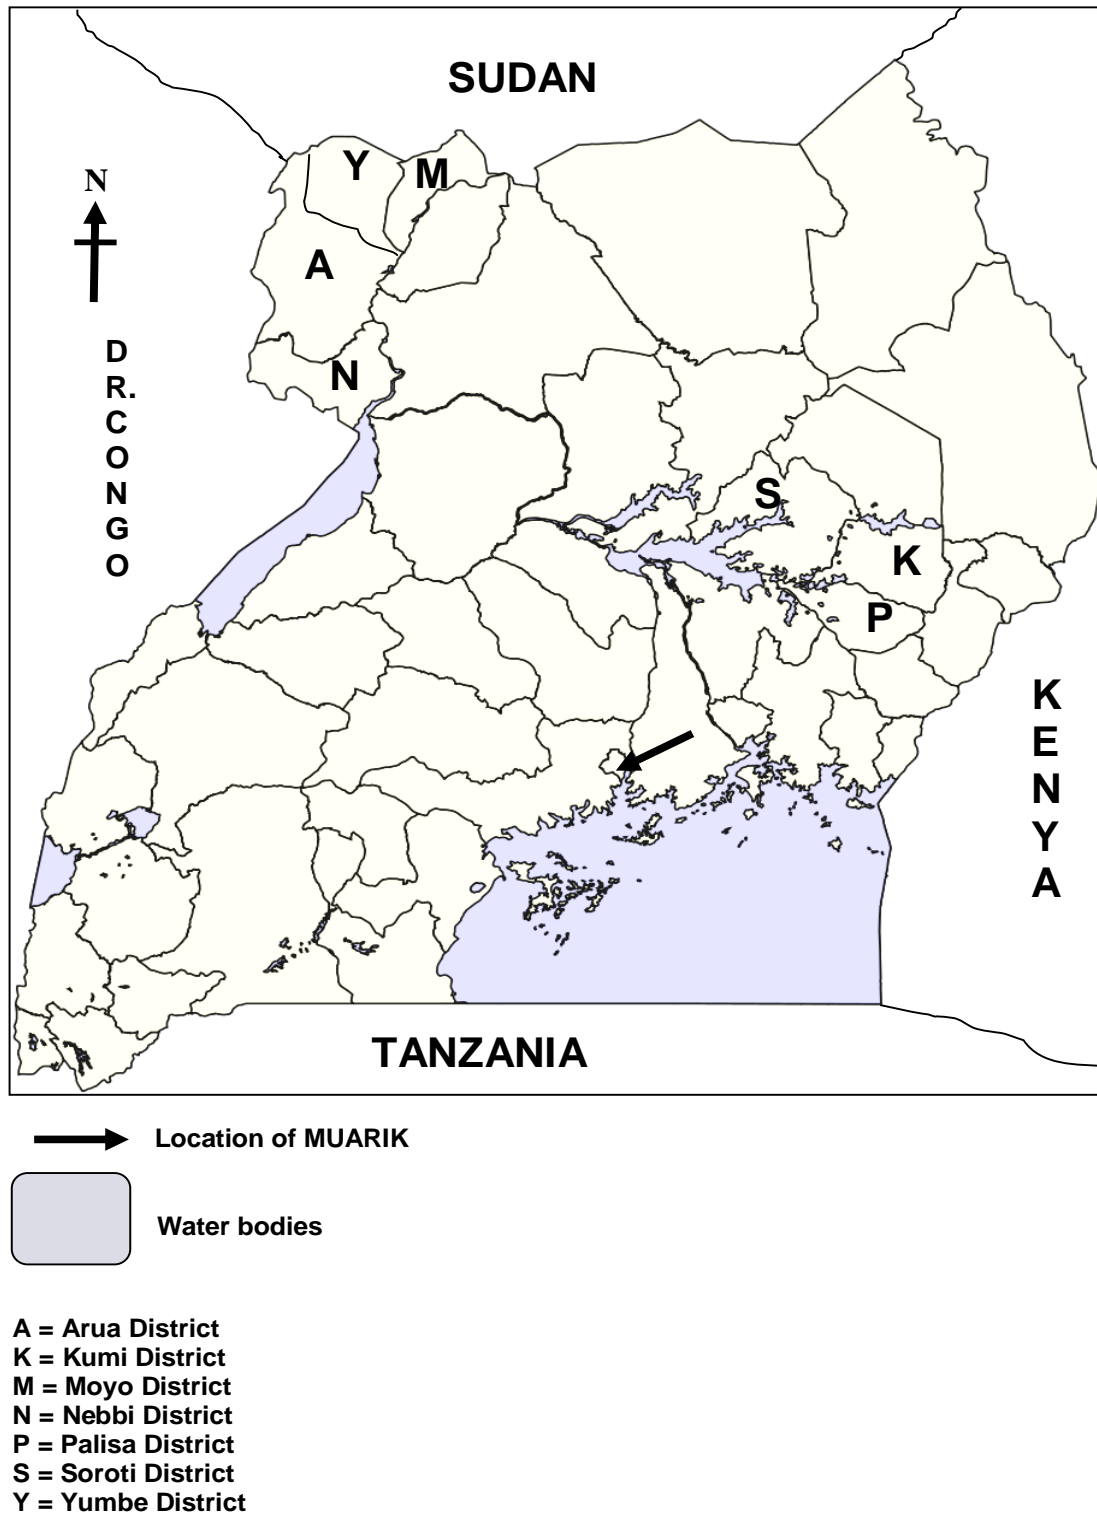 SUDAN
Y
M
N
A
D
R.
C
O
N
G
O
N
S
K
P
K
E
N
Y
A
TANZANIA
Location of MUARIK
Water bodies
A = Arua District
K = Kumi District
M = Moyo District
N = Nebbi District
P = Palisa District
S = Soroti District
Y = Yumbe District